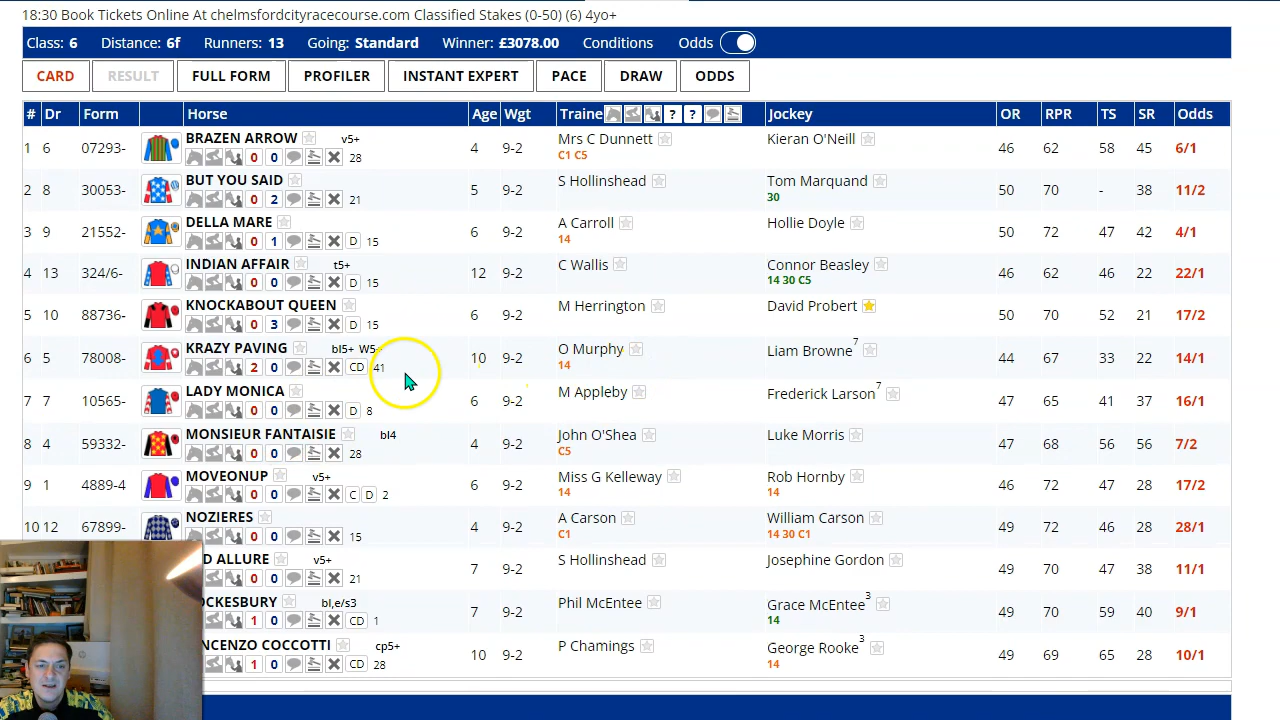 18:30 Book Tickets Online At chelmsfordcityracecourse.com Classified Stakes (0-50) (6) 4yo+
Class: 6 Distance: 6f Runners: 13 Going: Standard Winner: £3078.00 Conditions Odds
CARD RESULT FULL FORM PROFILER INSTANT EXPERT PACE DRAW ODDS
# Dr Form Horse Age Wgt Traine ? ? Jockey OR RPR TS SR Odds
1 6 07293- BRAZEN ARROW v5+ 4 9-2 Mrs C Dunnett Kieran O'Neill 46 62 58 45 6/1
0 0 28 C1 C5
2 8 30053- BUT YOU SAID 5 9-2 S Hollinshead Tom Marquand 50 70 - 38 11/2
0 2 21 30
3 9 21552- DELLA MARE 6 9-2 A Carroll Hollie Doyle 50 72 47 42 4/1
0 1 D 15 14
4 13 324/6- INDIAN AFFAIR t5+ 12 9-2 C Wallis Connor Beasley 46 62 46 22 22/1
0 0 D 15 14 30 C5
5 10 88736- KNOCKABOUT QUEEN 6 9-2 M Herrington David Probert 50 70 52 21 17/2
0 3 D 15
6 5 78008- KRAZY PAVING bl5+ W5+ 10 9-2 O Murphy Liam Browne 7 44 67 33 22 14/1
2 0 CD 41 14
7 7 10565- LADY MONICA 6 9-2 M Appleby Frederick Larson 7 47 65 41 37 16/1
0 0 D 8
8 4 59332- MONSIEUR FANTAISIE bl4 4 9-2 John O'Shea Luke Morris 47 68 56 56 7/2
0 0 28 C5
9 1 4889-4 MOVEONUP v5+ 6 9-2 Miss G Kelleway Rob Hornby 46 72 47 28 17/2
0 0 C D 2 14 14
10 12 67899- NOZIERES 4 9-2 A Carson William Carson 49 72 46 28 28/1
0 0 15 C1 14 30 C1
D ALLURE v5+ 7 9-2 S Hollinshead Josephine Gordon 49 70 47 38 11/1
0 0 21
OCKESBURY bl,e/s3 7 9-2 Phil McEntee Grace McEntee 3 49 70 59 40 9/1
1 0 CD 1 14
NCENZO COCCOTTI cp5+ 10 9-2 P Chamings George Rooke 3 49 69 65 28 10/1
1 0 CD 28 14